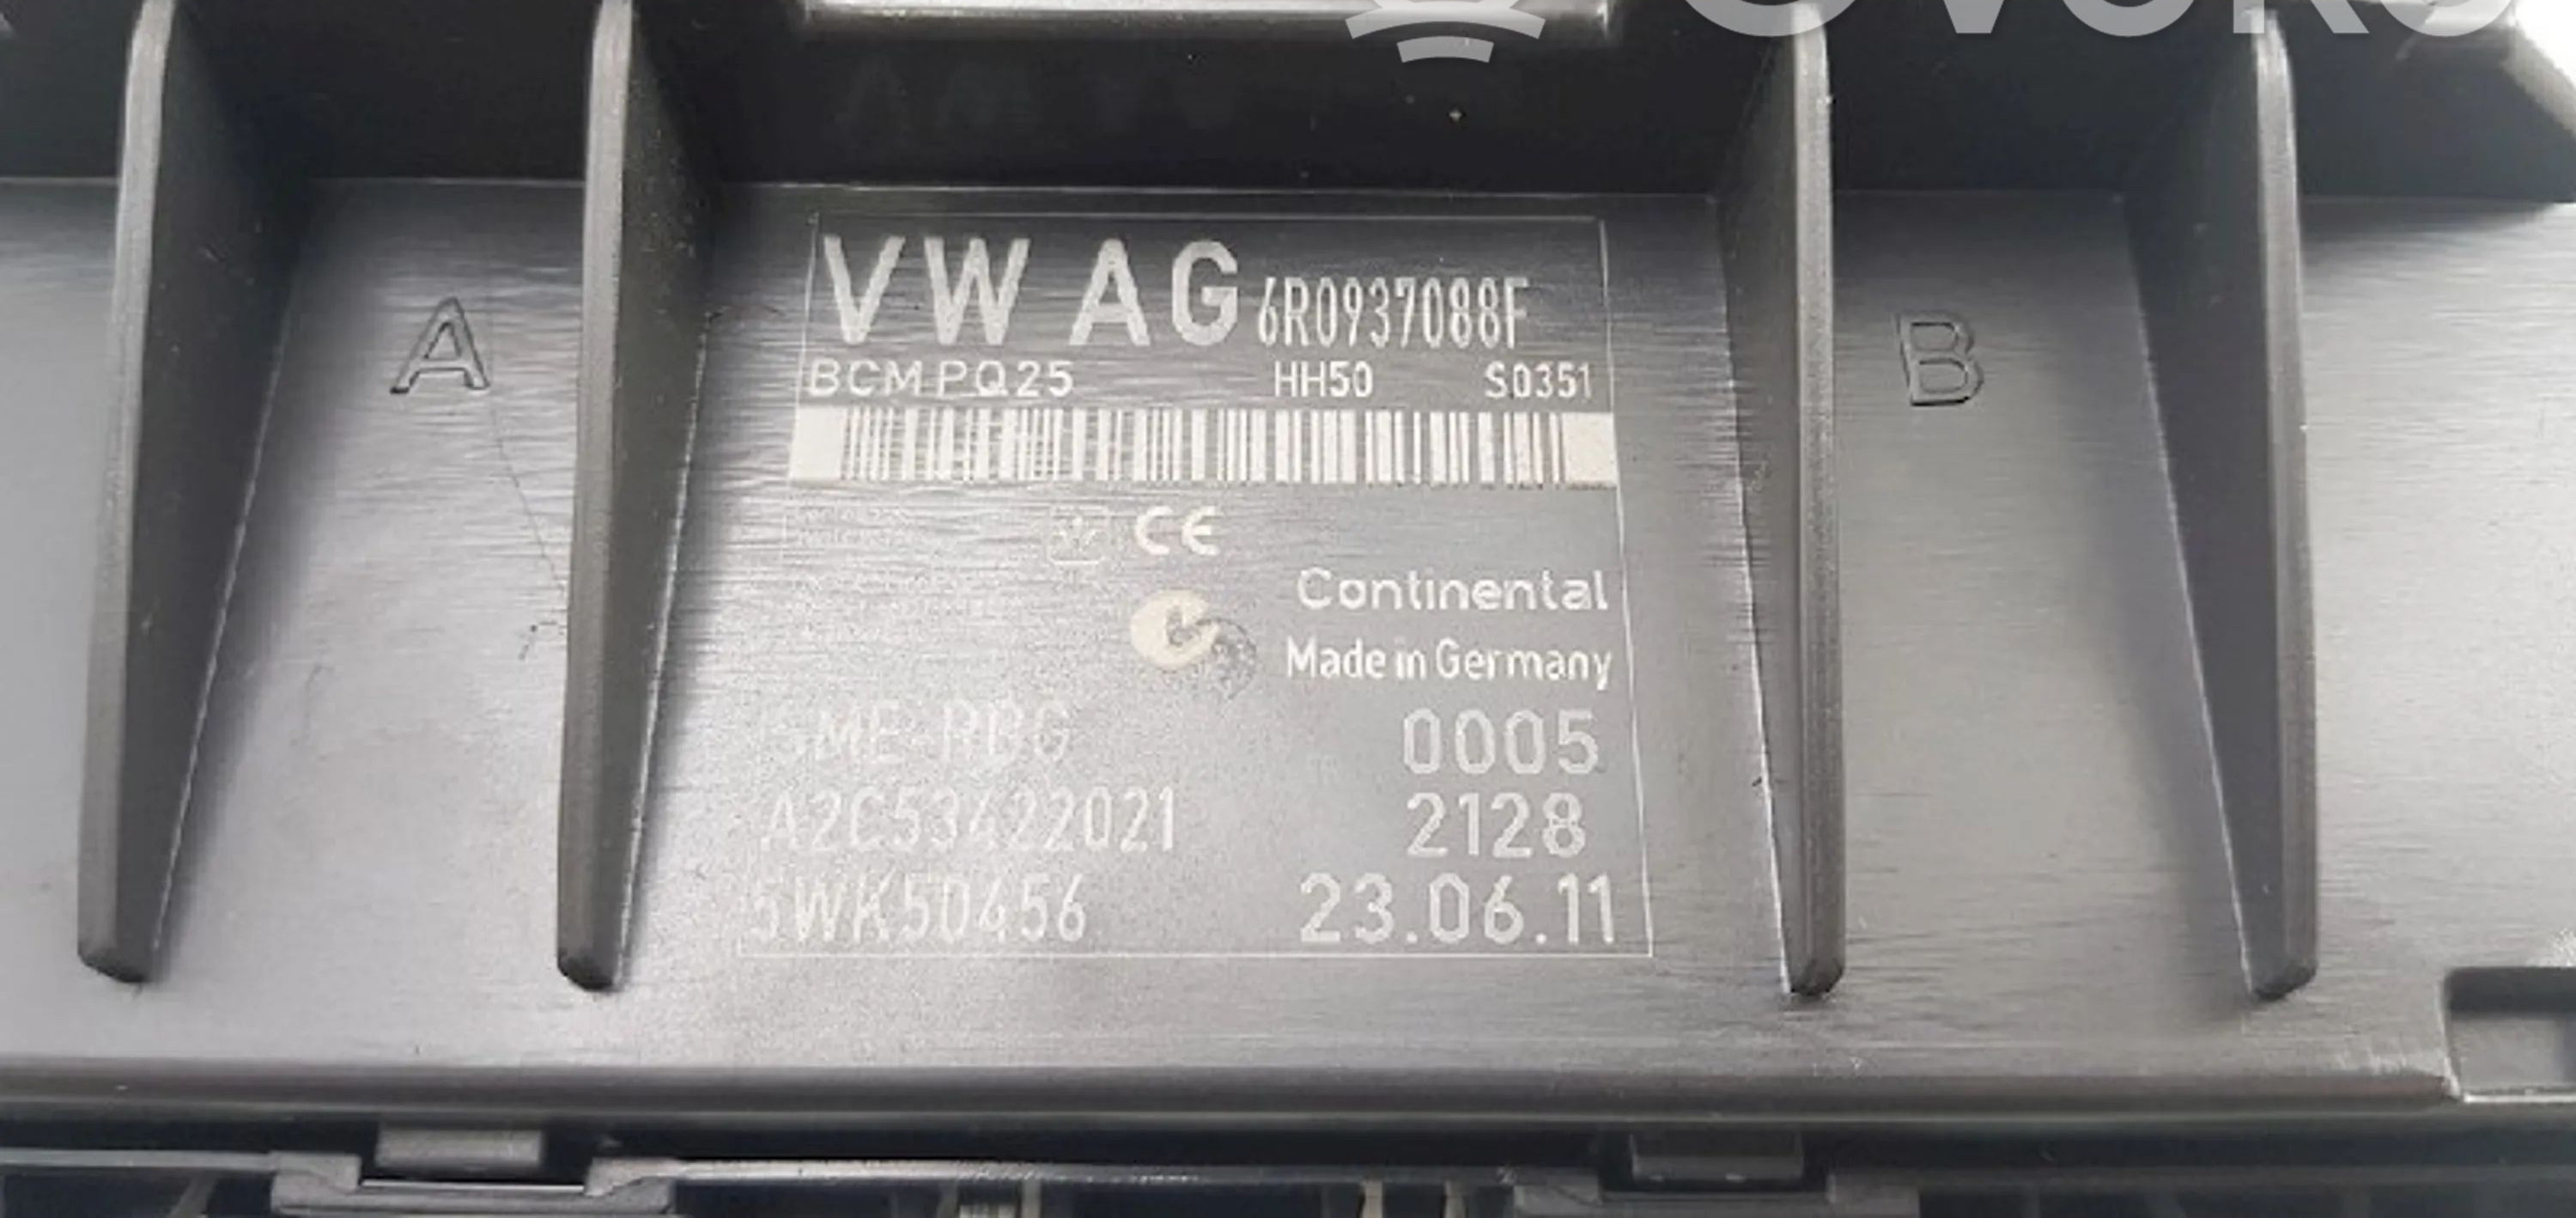 VW AG 6R0937088F
A
BCM PQ25 HH50 S0351
B
CE
Continental
Made in Germany
0005
A2C53422021 2128
5WK50456 23.06.11